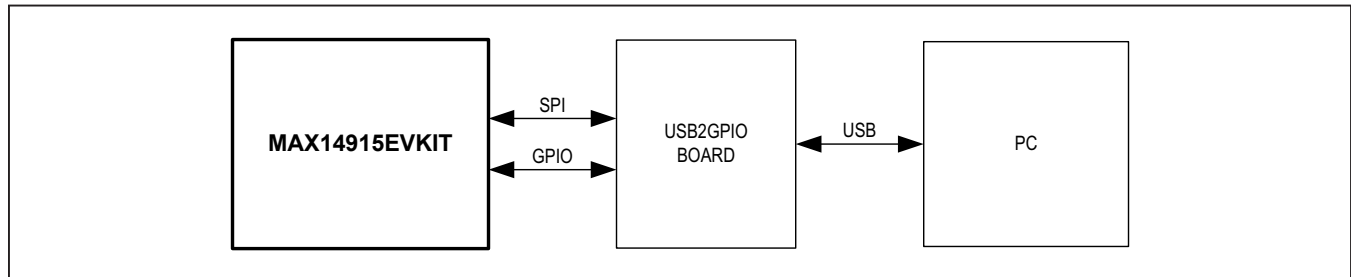 MAX14915EVKIT
SPI
GPIO
USB2GPIO
BOARD
USB
PC